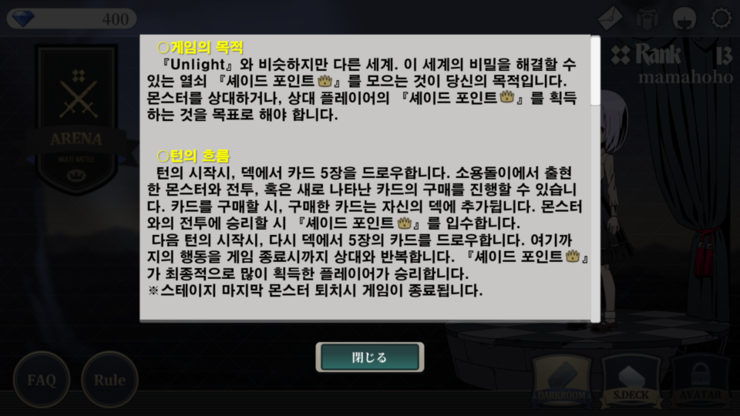 400
Rank 13
mamahoho
ARENA
○게임의 목적
『Unlight』와 비슷하지만 다른 세계. 이 세계의 비밀을 해결할 수
있는 열쇠 『셰이드 포인트』를 모으는 것이 당신의 목적입니다.
몬스터를 상대하거나, 상대 플레이어의 『셰이드 포인트』를 획득
하는 것을 목표로 해야 합니다.
○턴의 흐름
턴의 시작시, 덱에서 카드 5장을 드로우합니다. 소용돌이에서 출현
한 몬스터와 전투, 혹은 새로 나타난 카드의 구매를 진행할 수 있습니
다. 카드를 구매할 시, 구매한 카드는 자신의 덱에 추가됩니다. 몬스터
와의 전투에 승리할 시 『셰이드 포인트』를 입수합니다.
다음 턴의 시작시, 다시 덱에서 5장의 카드를 드로우합니다. 여기까
지의 행동을 게임 종료시까지 상대와 반복합니다. 『셰이드 포인트』
가 최종적으로 많이 획득한 플레이어가 승리합니다.
※스테이지 마지막 몬스터 퇴치시 게임이 종료됩니다.
閉じる
FAQ
Rule
DARKROOM
S.DECK
AVATAR